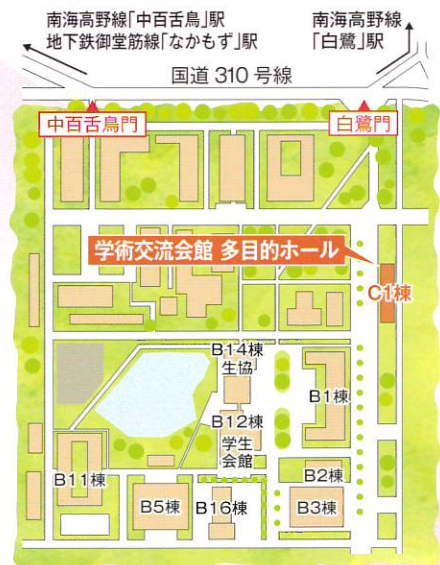 南海高野線「中百舌鳥」駅
地下鉄御堂筋線「なかもず」駅
南海高野線
「白鷺」駅
国道 310 号線
中百舌鳥門
白鷺門
学術交流会館 多目的ホール
C1棟
B14棟
生協
B1棟
B12棟
学生
会館
B11棟
B2棟
B5棟
B16棟
B3棟